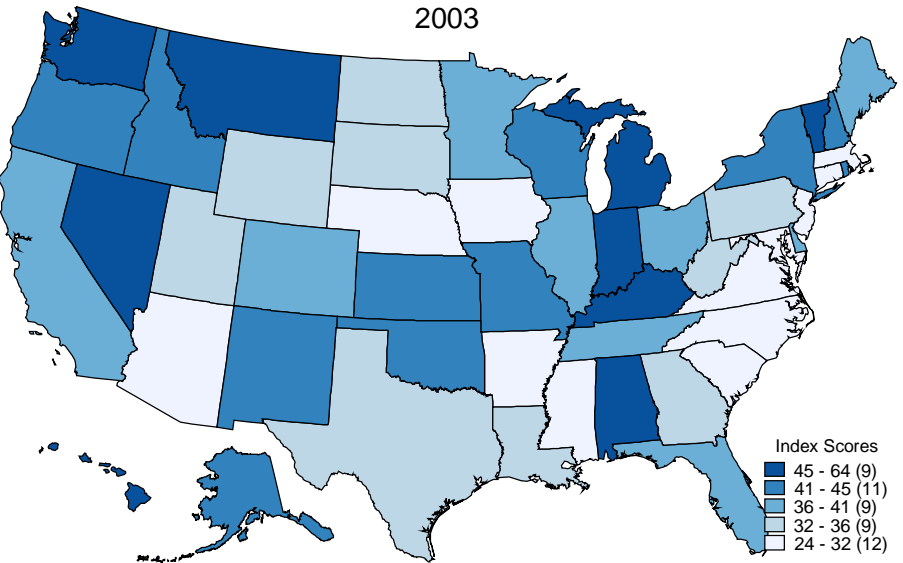 2003
Index Scores
45 - 64 (9)
41 - 45 (11)
36 - 41 (9)
32 - 36 (9)
24 - 32 (12)